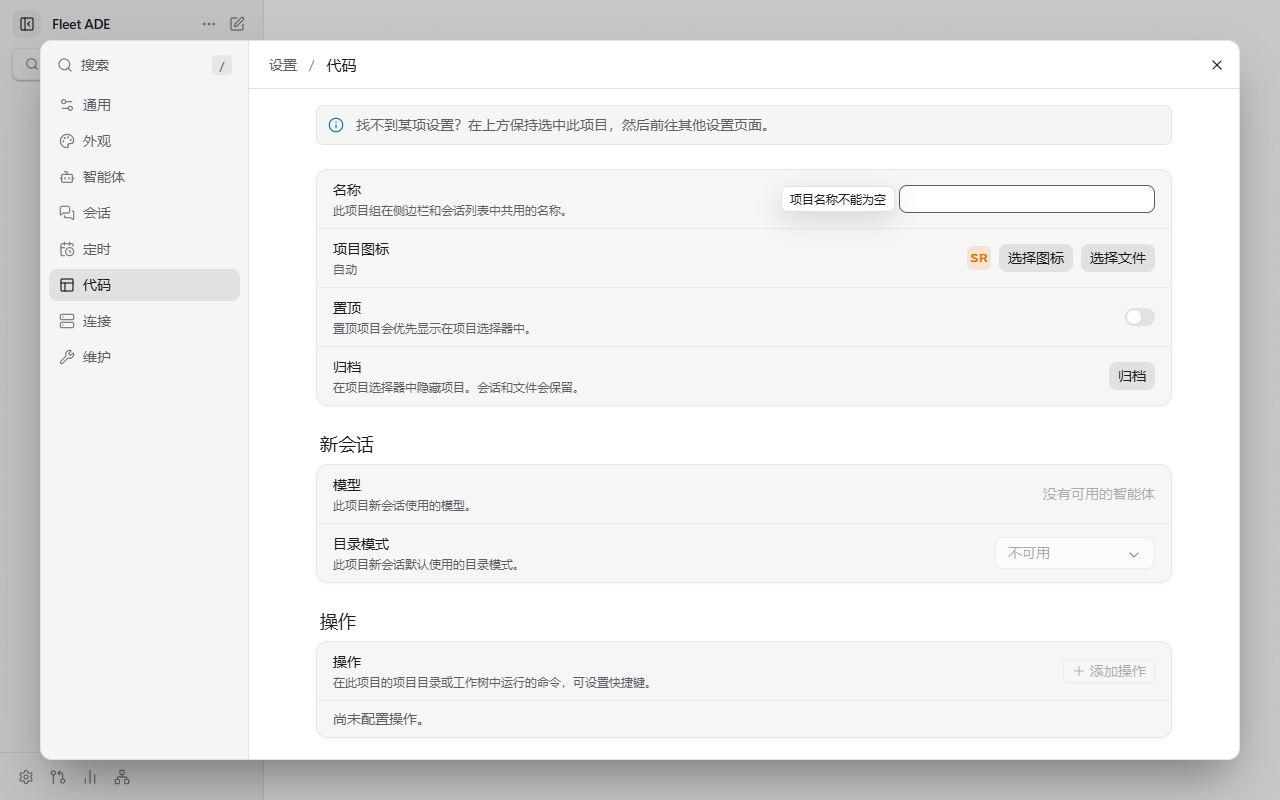 Fleet ADE
搜索
/
通用
外观
智能体
会话
定时
代码
连接
维护
设置 / 代码
找不到某项设置？在上方保持选中此项目，然后前往其他设置页面。
名称
此项目组在侧边栏和会话列表中共用的名称。
项目名称不能为空
项目图标
自动
SR
选择图标
选择文件
置顶
置顶项目会优先显示在项目选择器中。
归档
在项目选择器中隐藏项目。会话和文件会保留。
归档
新会话
模型
此项目新会话使用的模型。
没有可用的智能体
目录模式
此项目新会话默认使用的目录模式。
不可用
操作
操作
在此项目的项目目录或工作树中运行的命令，可设置快捷键。
添加操作
尚未配置操作。